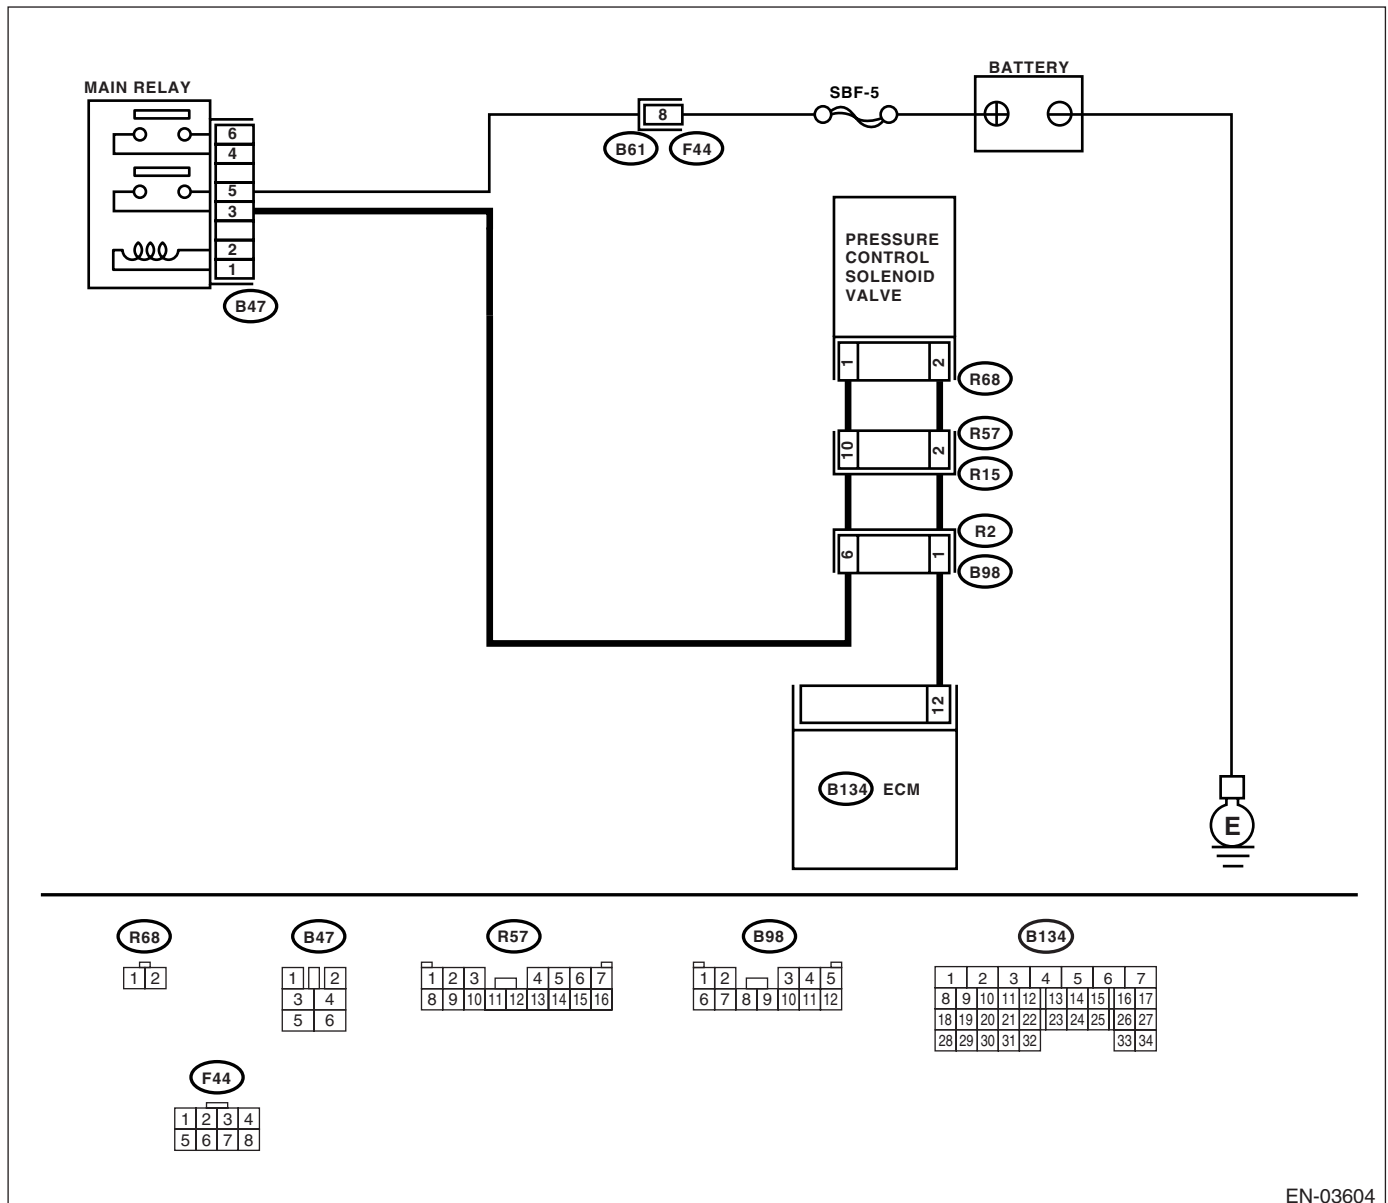 MAIN RELAY
6
4
5
3
2
1
B47
8
B61 F44
SBF-5
BATTERY
PRESSURE
CONTROL
SOLENOID
VALVE
1 2
R68
R57
10 2
R15
R2
6 1
B98
12
B134 ECM
E
R68
1 2
B47
1 2
3 4
5 6
R57
1 2 3 4 5 6 7
8 9 10 11 12 13 14 15 16
B98
1 2 3 4 5
6 7 8 9 10 11 12
B134
1 2 3 4 5 6 7
8 9 10 11 12 13 14 15 16 17
18 19 20 21 22 23 24 25 26 27
28 29 30 31 32 33 34
F44
1 2 3 4
5 6 7 8
EN-03604